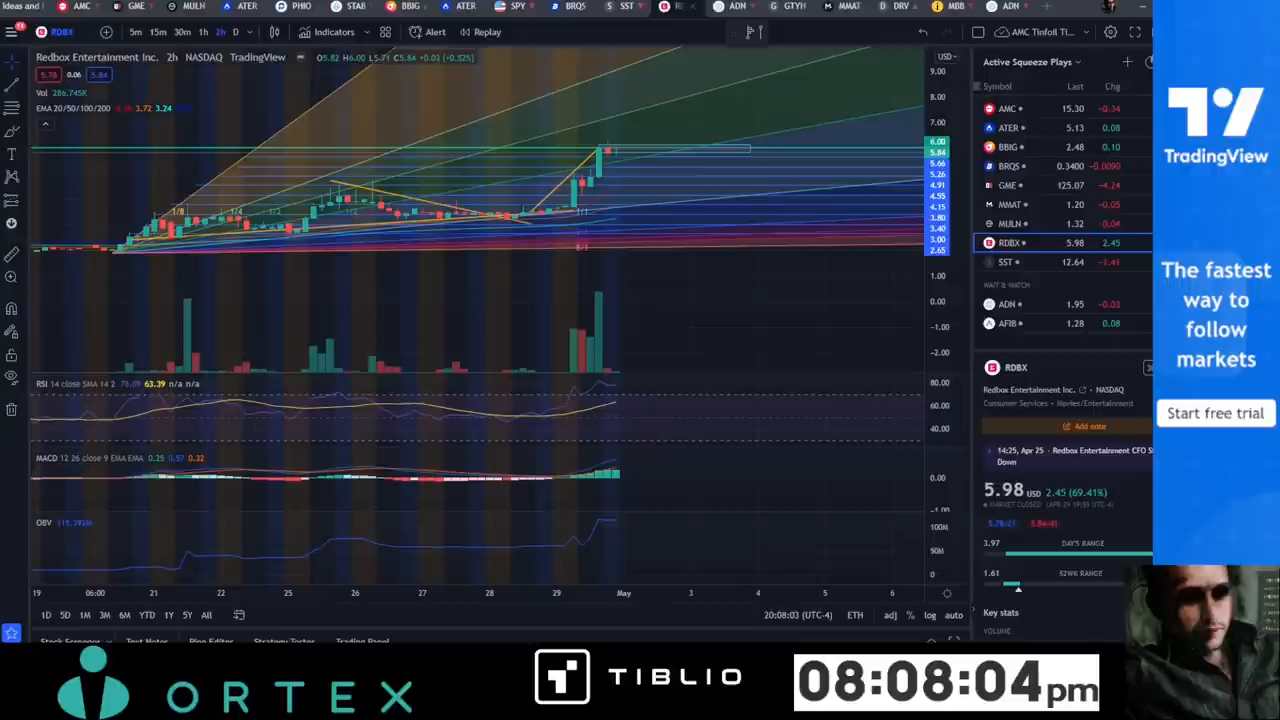 Ideas and
AMC
GME
MULN
ATER
PHIO
STAB
BBIG
ATER
SPY
BRQS
SST
ADN
GTYH
MMAT
DRV
MBB
ADN
RDBX
5m 15m 30m 1h 2h D
Indicators
Alert
Replay
AMC Tinfoil Ti...
Redbox Entertainment Inc. 2h NASDAQ TradingView
O5.82 H6.00 L5.71 C5.84 +0.03 (+0.52%)
5.78 0.06 5.84
Vol 286.745K
EMA 20/50/100/200 3.72 3.24
USD
9.00
8.00
7.00
6.00
5.84
5.66
5.26
4.91
4.55
4.15
3.80
3.40
3.00
2.65
1.00
0.00
-1.00
-2.00
1/8
1/4
1/2
1/1
8/1
RSI 14 close SMA 14 2 78.09 63.39 n/a n/a
80.00
60.00
40.00
MACD 12 26 close 9 EMA EMA 0.25 0.57 0.32
0.00
-1.00
OBV 115.392M
100M
50M
0
19 06:00 21 22 25 26 27 28 29 May 3 4 5 6
1D 5D 1M 3M 6M YTD 1Y 5Y All
20:08:03 (UTC-4) ETH adj % log auto
Stock Screener
Text Notes
Pine Editor
Strategy Tester
Trading Panel
Active Squeeze Plays
Symbol Last Chg
AMC 15.30 -0.34
ATER 5.13 0.08
BBIG 2.48 0.10
BRQS 0.3400 -0.0090
GME 125.07 -4.24
MMAT 1.20 -0.05
MULN 1.32 -0.04
RDBX 5.98 2.45
SST 12.64 -1.41
WAIT & WATCH
ADN 1.95 -0.03
AFIB 1.28 0.08
RDBX
Redbox Entertainment Inc. NASDAQ
Consumer Services • Movies/Entertainment
Add note
14:25, Apr 25 · Redbox Entertainment CFO St
Down
5.98 USD 2.45 (69.41%)
MARKET CLOSED (APR 29 19:59 UTC-4)
3.97 DAY'S RANGE
1.61 52WK RANGE
Key stats
VOLUME
TradingView
The fastest
way to
follow
markets
Start free trial
ORTEX
TIBLIO
08:08:04pm